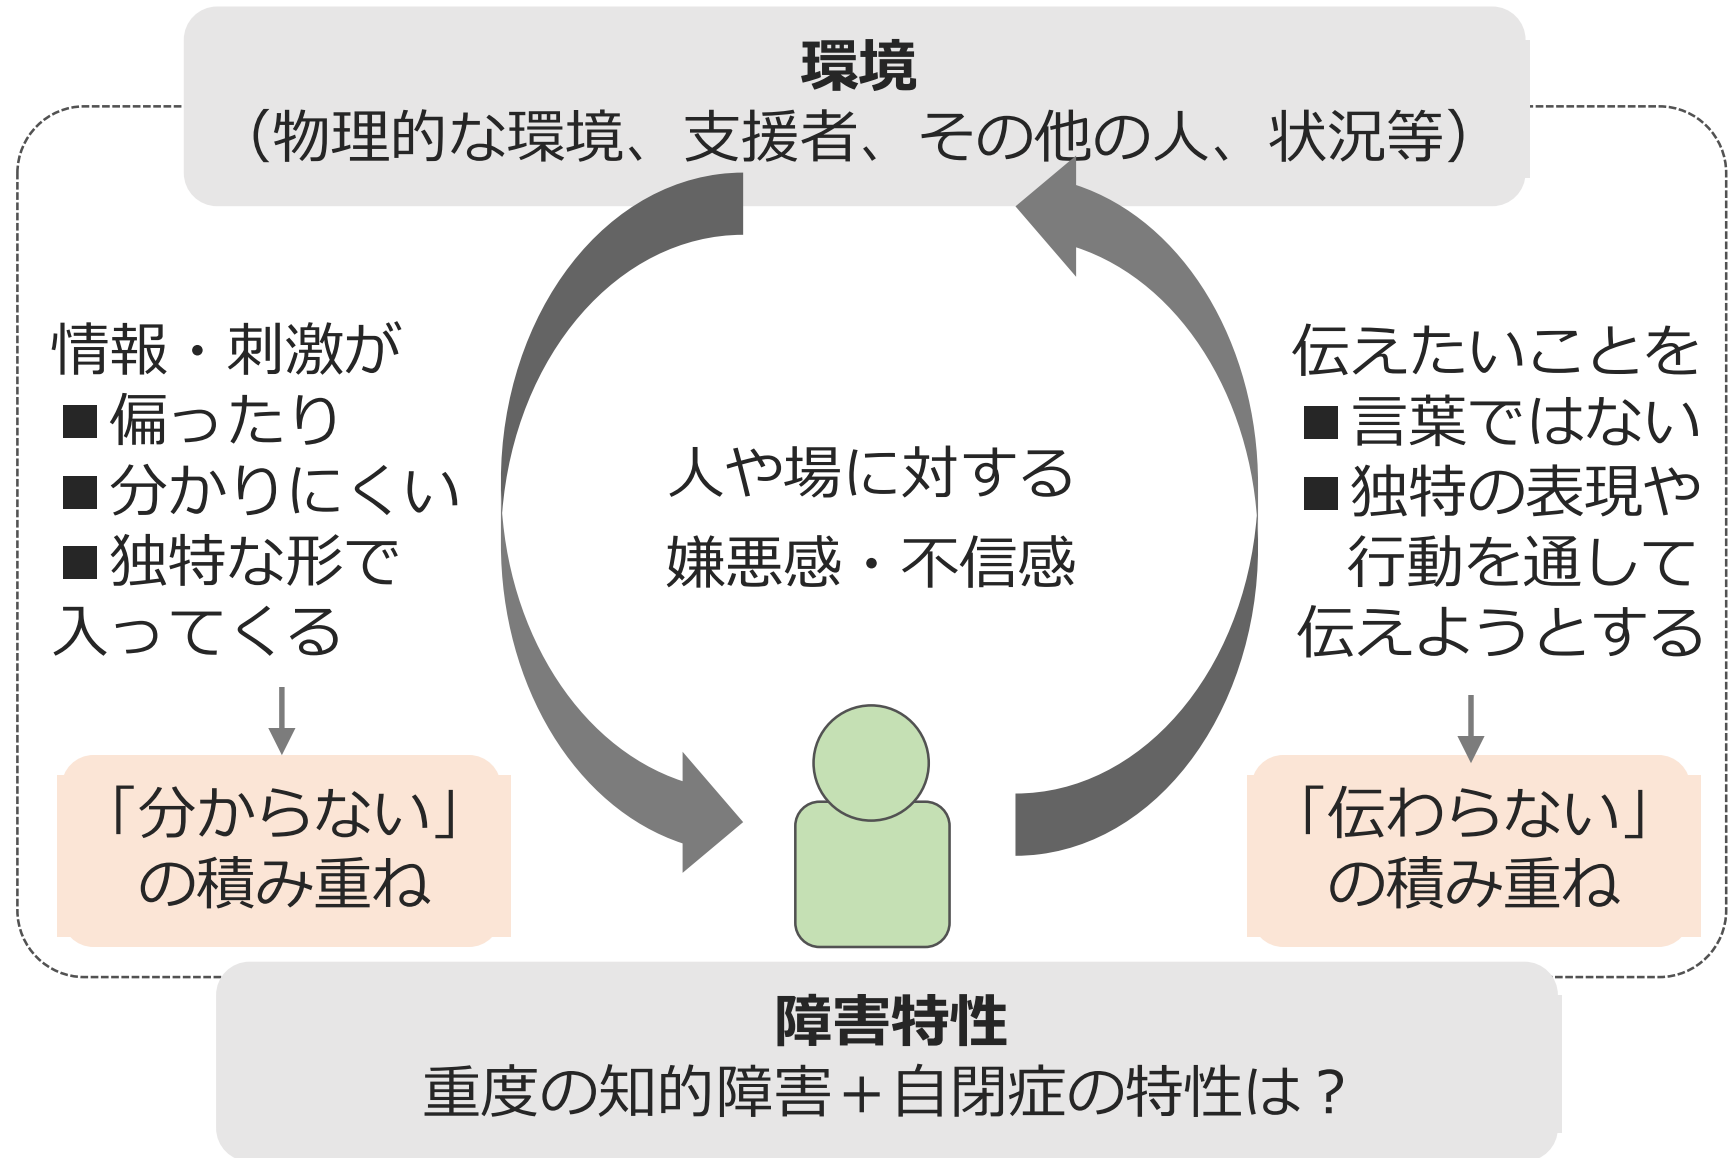 環境
（物理的な環境、支援者、その他の人、状況等）
情報・刺激が
■偏ったり
■分かりにくい
■独特な形で
入ってくる
人や場に対する
嫌悪感・不信感
伝えたいことを
■言葉ではない
■独特の表現や
行動を通して
伝えようとする
「分からない」
の積み重ね
「伝わらない」
の積み重ね
障害特性
重度の知的障害＋自閉症の特性は？